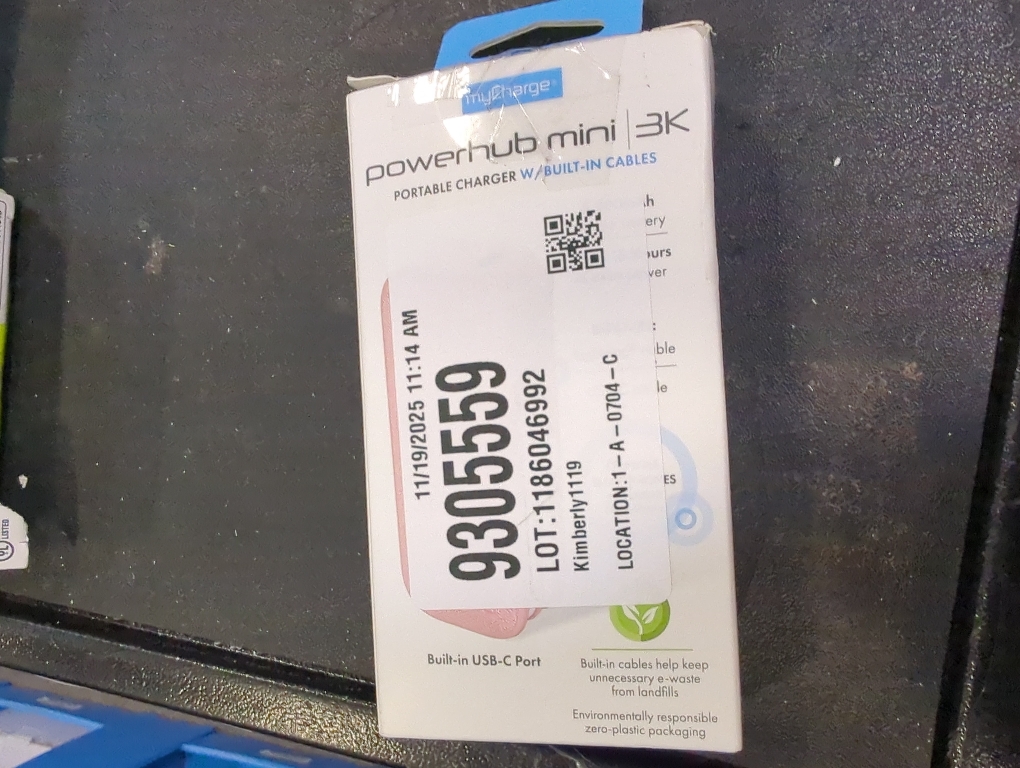 myCharge
powerhub mini | 3K
PORTABLE CHARGER W/BUILT-IN CABLES
11/19/2025 11:14 AM
9305559
LOT:1186046992
Kimberly1119
LOCATION:1-A-0704-C
Built-in USB-C Port
Built-in cables help keep
unnecessary e-waste
from landfills
Environmentally responsible
zero-plastic packaging
LISTED